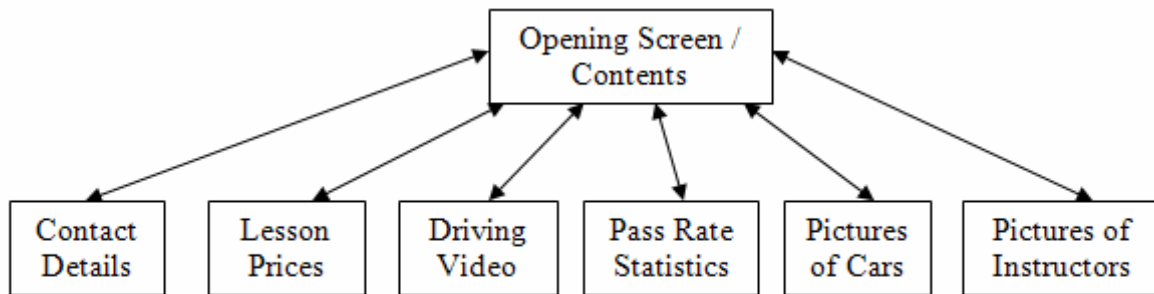 Opening Screen /
Contents
Contact
Details
Lesson
Prices
Driving
Video
Pass Rate
Statistics
Pictures
of Cars
Pictures of
Instructors